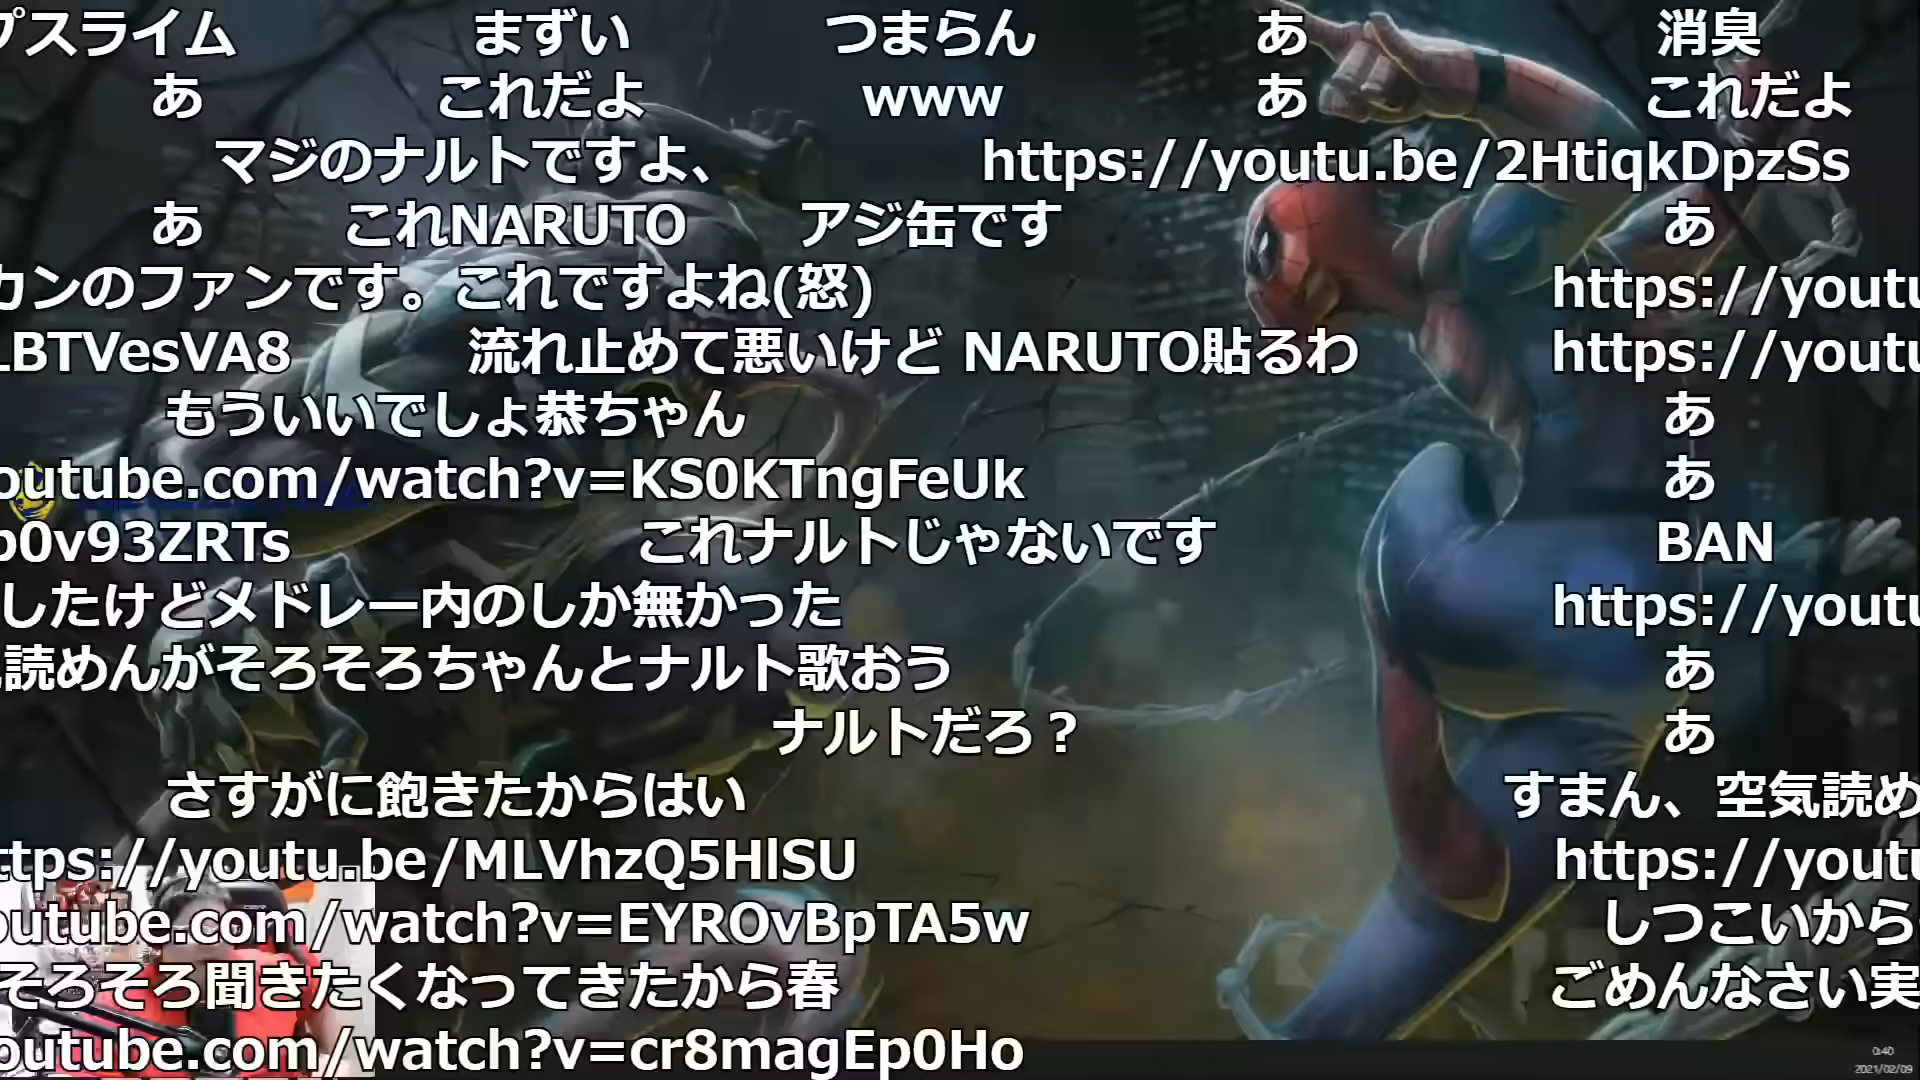 プスライム まずい つまらん あ 消臭
あ これだよ www あ これだよ
マジのナルトですよ、 https://youtu.be/2HtiqkDpzSs
あ これNARUTO アジ缶です あ
カンのファンです。これですよね(怒) https://youtu
LBTVesVA8 流れ止めて悪いけど NARUTO貼るわ https://youtu
もういいでしょ恭ちゃん あ
outube.com/watch?v=KS0KTngFeUk あ
p0v93ZRTs これナルトじゃないです BAN
したけどメドレー内のしか無かった https://youtu
読めんがそろそろちゃんとナルト歌おう あ
ナルトだろ？ あ
さすがに飽きたからはい すまん、空気読め
ttps://youtu.be/MLVhzQ5HlSU https://youtu
outube.com/watch?v=EYROvBpTA5w しつこいから
そろそろ聞きたくなってきたから春 ごめんなさい実
outube.com/watch?v=cr8magEp0Ho
0:40
2021/02/09